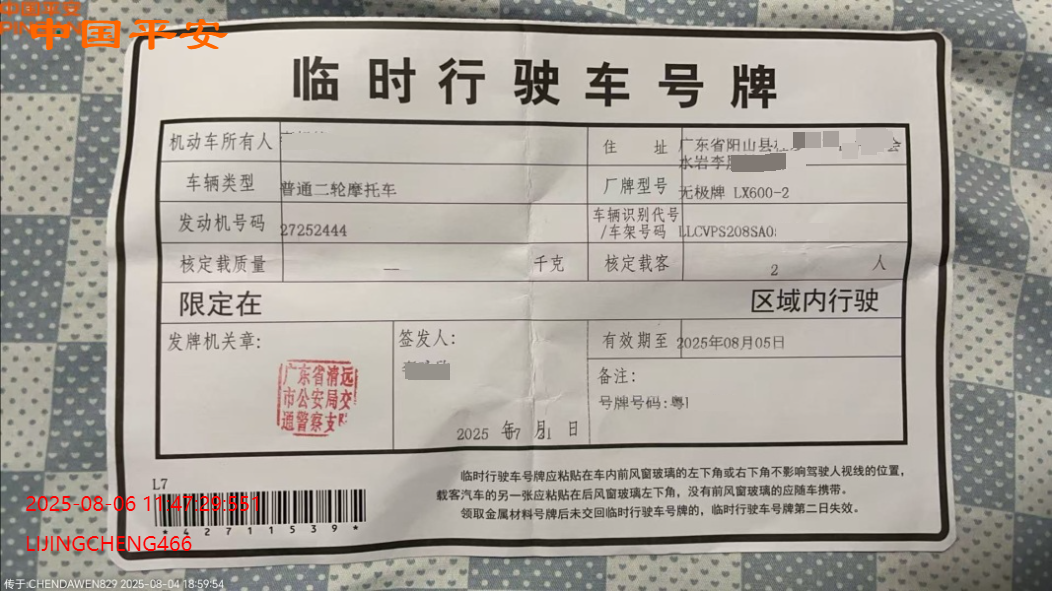 中国平安
中国平安
临时行驶车号牌
机动车所有人
住 址 广东省阳山县
水岩李
车辆类型 普通二轮摩托车
厂牌型号 无极牌 LX600-2
发动机号码 27252444
车辆识别代号
/车架号码 LLCVPS208SA0
核定载质量 — 千克
核定载客 2 人
限定在 区域内行驶
发牌机关章:
签发人:
有效期至 2025年08月05日
备注:
号牌号码:粤
广东省清远
市公安局交
通警察支
2025 年7 月21 日
L7
临时行驶车号牌应粘贴在车内前风窗玻璃的左下角或右下角不影响驾驶人视线的位置,
载客汽车的另一张应粘贴在后风窗玻璃左下角,没有前风窗玻璃的应随车携带。
领取金属材料号牌后未交回临时行驶车号牌的,临时行驶车号牌第二日失效。
*42711539*
2025-08-06 11:47:29:551
LIJINGCHENG466
传于:CHENDAWEN829 2025-08-04 18:59:54